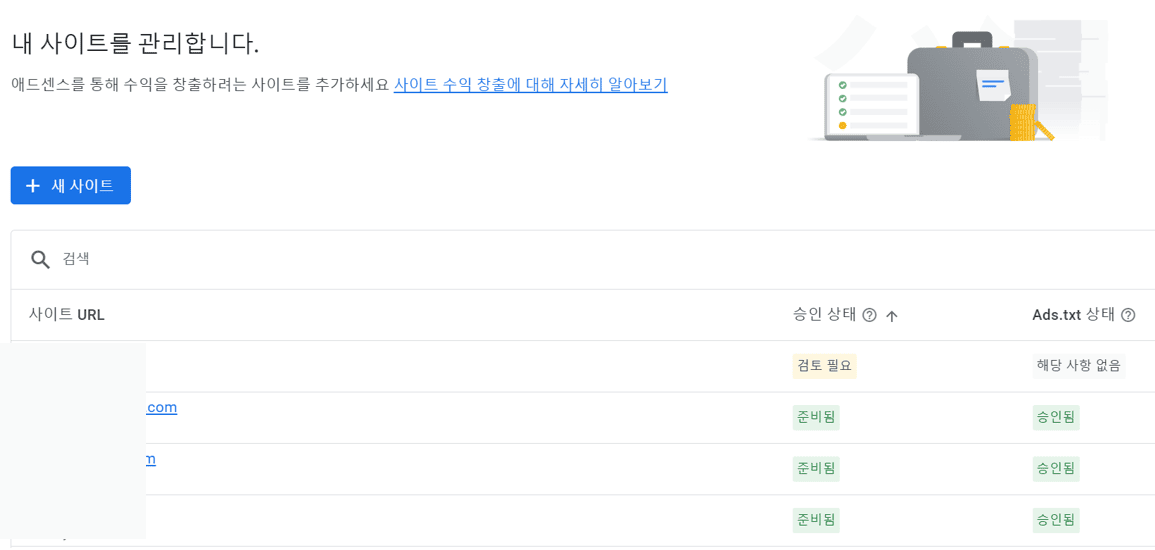 내 사이트를 관리합니다.
애드센스를 통해 수익을 창출하려는 사이트를 추가하세요 사이트 수익 창출에 대해 자세히 알아보기
+ 새 사이트
검색
사이트 URL 승인 상태 Ads.txt 상태
검토 필요 해당 사항 없음
.com 준비됨 승인됨
m 준비됨 승인됨
준비됨 승인됨